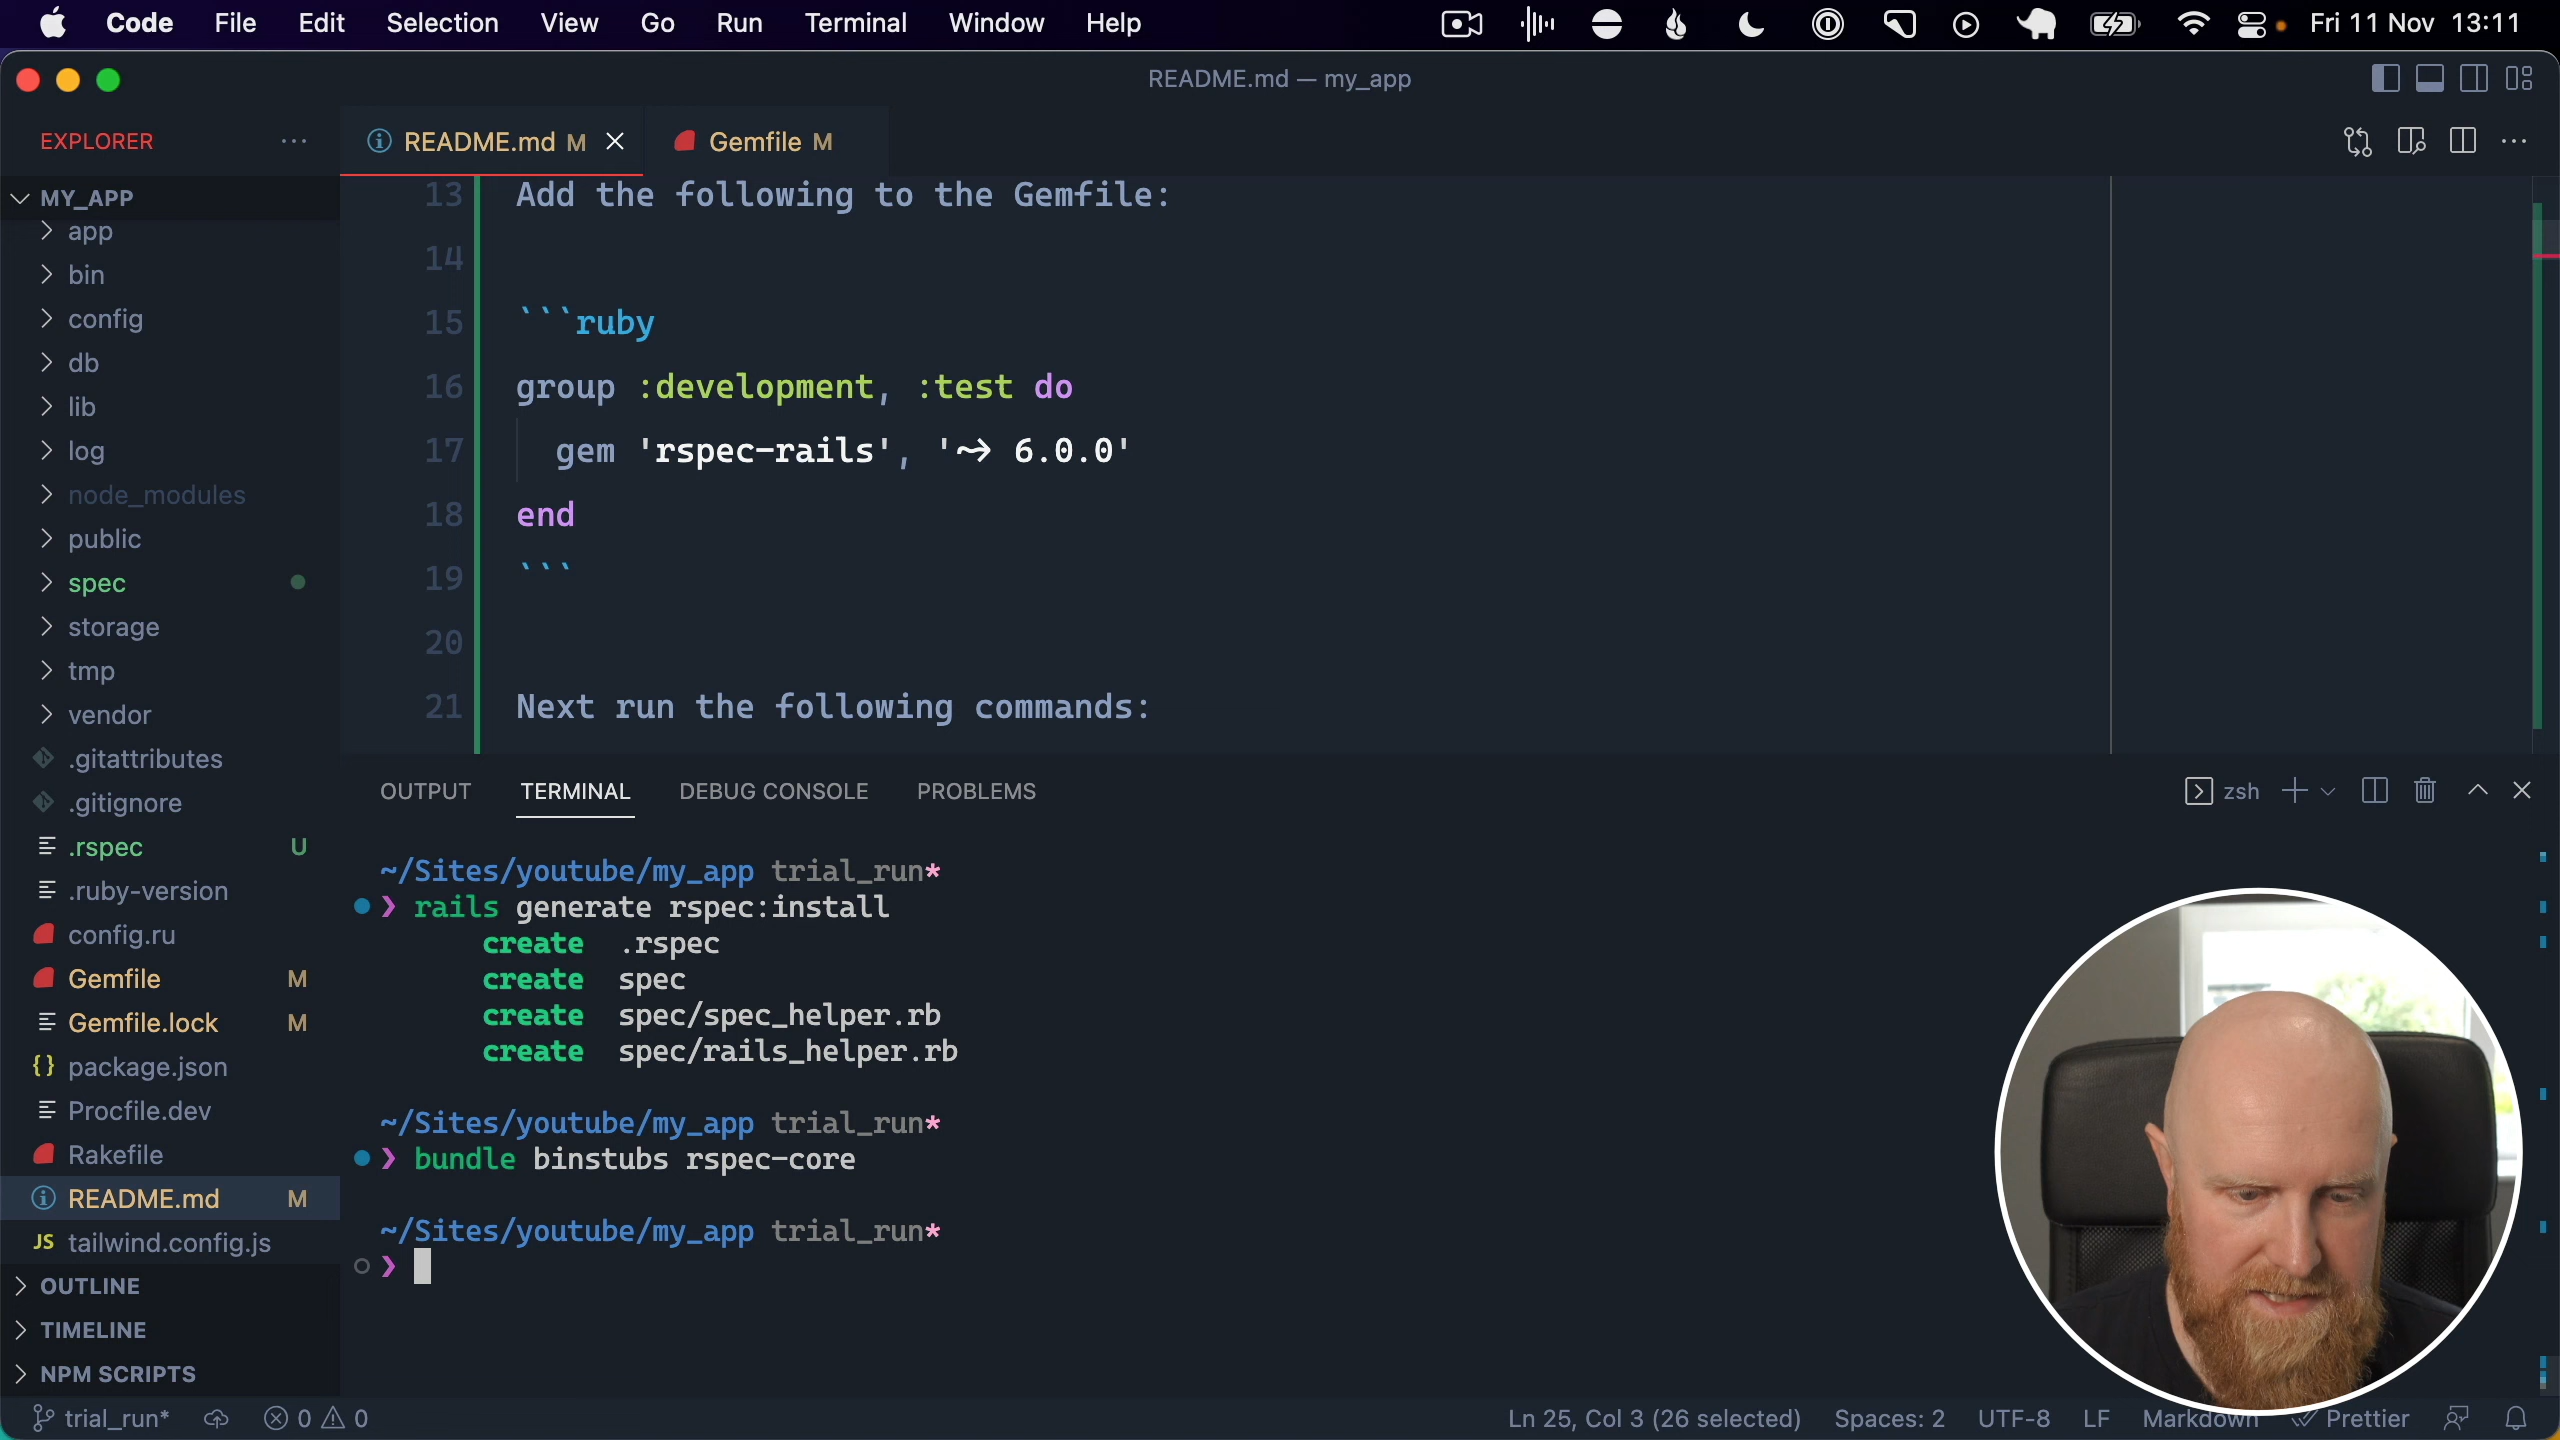 Code File Edit Selection View Go Run Terminal Window Help Fri 11 Nov 13:11
README.md — my_app
EXPLORER
README.md M
Gemfile M
MY_APP
app
bin
config
db
lib
log
node_modules
public
spec
storage
tmp
vendor
.gitattributes
.gitignore
.rspec U
.ruby-version
config.ru
Gemfile M
Gemfile.lock M
package.json
Procfile.dev
Rakefile
README.md M
JS tailwind.config.js
OUTLINE
TIMELINE
NPM SCRIPTS
13 Add the following to the Gemfile:
14
15 ```ruby
16 group :development, :test do
17 gem 'rspec-rails', '~> 6.0.0'
18 end
19 ```
20
21 Next run the following commands:
OUTPUT TERMINAL DEBUG CONSOLE PROBLEMS zsh
~/Sites/youtube/my_app trial_run*
❯ rails generate rspec:install
create .rspec
create spec
create spec/spec_helper.rb
create spec/rails_helper.rb
~/Sites/youtube/my_app trial_run*
❯ bundle binstubs rspec-core
~/Sites/youtube/my_app trial_run*
❯
trial_run* 0 0 Ln 25, Col 3 (26 selected) Spaces: 2 UTF-8 LF Markdown Prettier